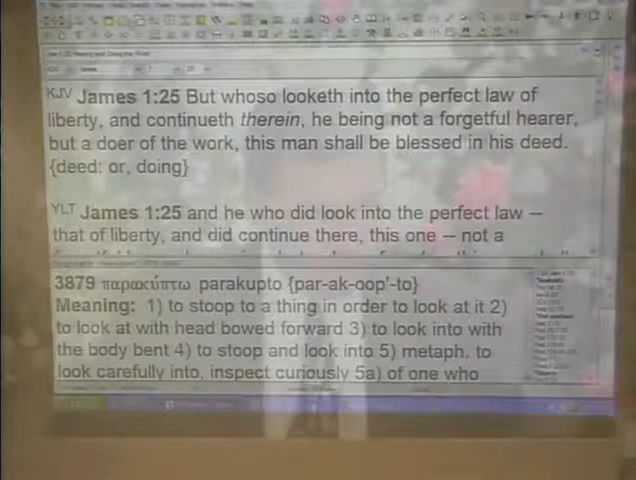 KJV James 1:25 But whoso looketh into the perfect law of
liberty, and continueth therein, he being not a forgetful hearer,
but a doer of the work, this man shall be blessed in his deed.
{deed: or, doing}
YLT James 1:25 and he who did look into the perfect law –
that of liberty, and did continue there, this one – not a
3879 παρακύπτω parakupto {par-ak-oop'-to}
Meaning: 1) to stoop to a thing in order to look at it 2)
to look at with head bowed forward 3) to look into with
the body bent 4) to stoop and look into 5) metaph. to
look carefully into, inspect curiously 5a) of one who